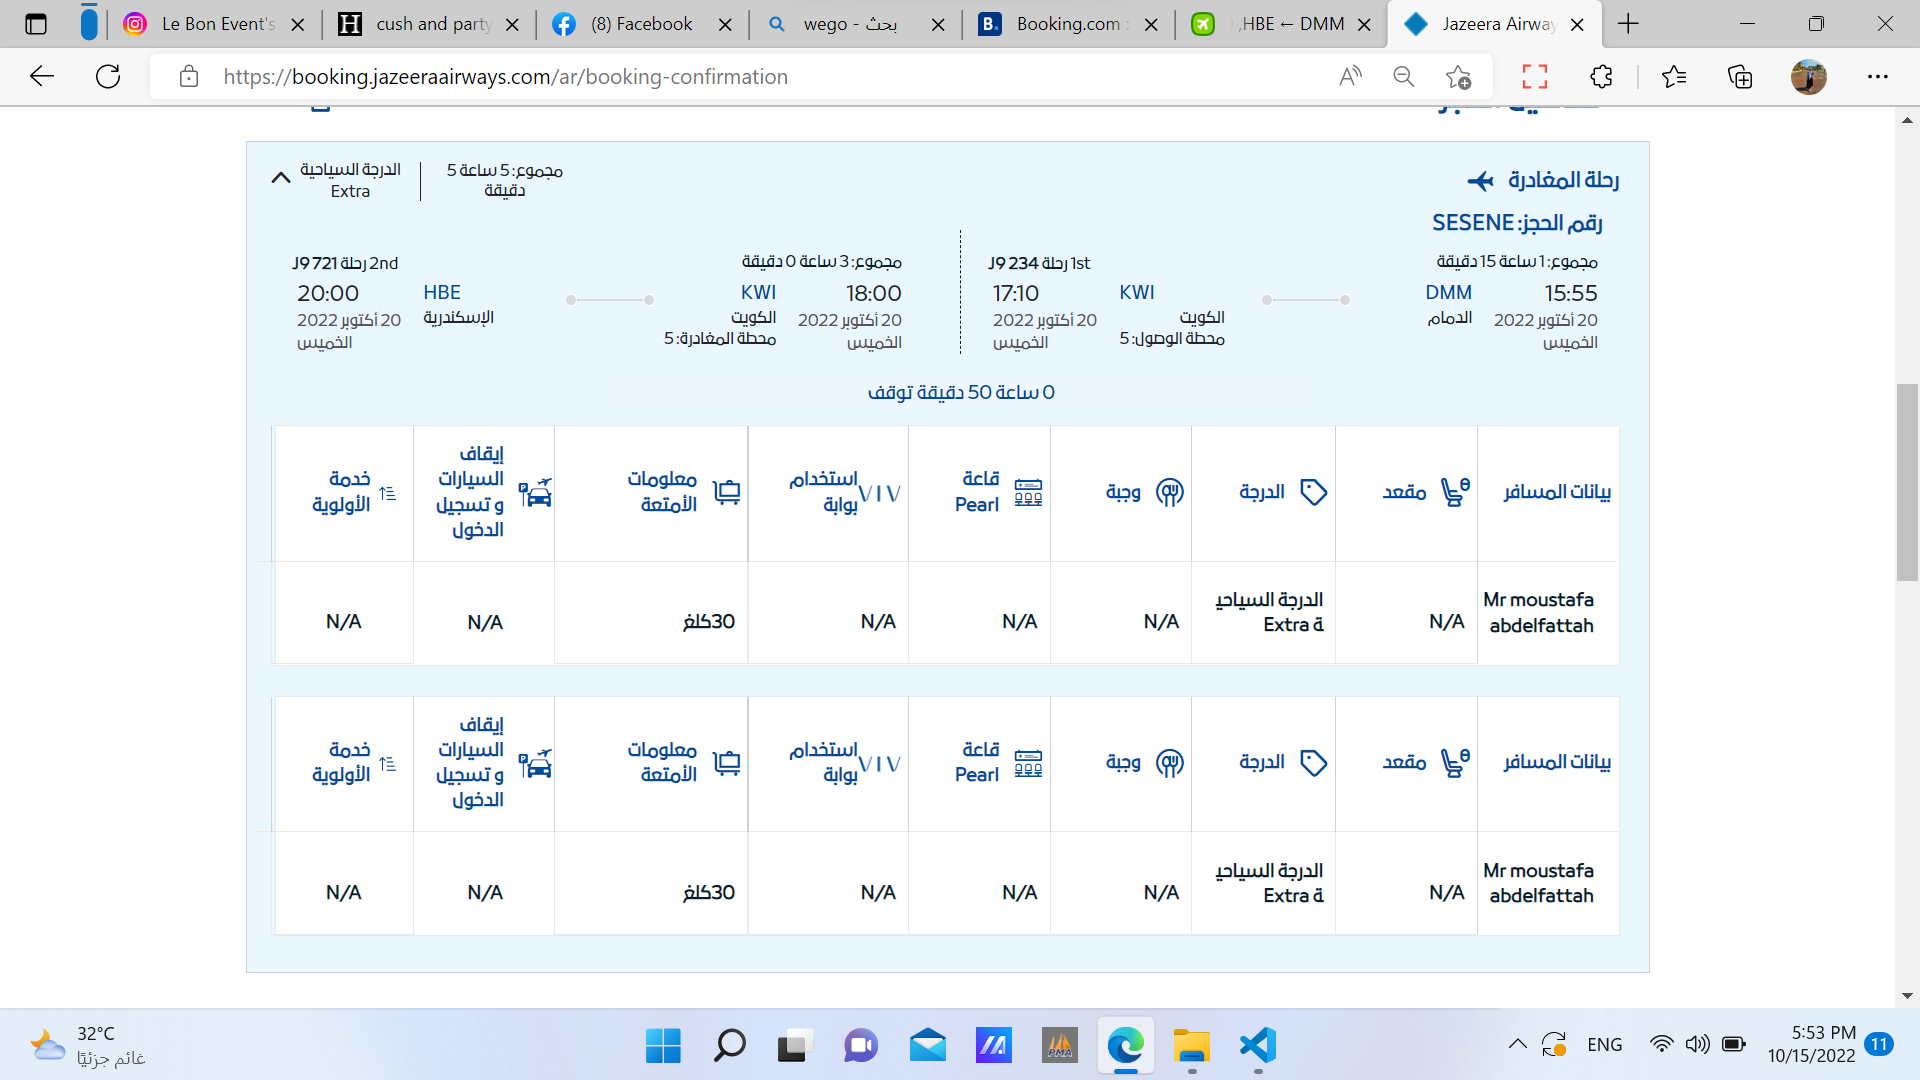 Le Bon Event's
cush and party
(8) Facebook
wego - بحث
Booking.com :
HBE ← DMM,
Jazeera Airway
https://booking.jazeeraairways.com/ar/booking-confirmation
رحلة المغادرة
مجموع: 5 ساعة 5
دقيقة
الدرجة السياحية
Extra
رقم الحجز: SESENE
مجموع: 1 ساعة 15 دقيقة
1st رحلة J9 234
15:55
DMM
KWI
17:10
20 أكتوبر 2022
الدمام
الكويت
20 أكتوبر 2022
الخميس
محطة الوصول: 5
الخميس
مجموع: 3 ساعة 0 دقيقة
2nd رحلة J9 721
18:00
KWI
HBE
20:00
20 أكتوبر 2022
الكويت
الإسكندرية
20 أكتوبر 2022
الخميس
محطة المغادرة: 5
الخميس
0 ساعة 50 دقيقة توقف
بيانات المسافر
مقعد
الدرجة
وجبة
قاعة
Pearl
VIV
استخدام
بوابة
معلومات
الأمتعة
إيقاف
السيارات
و تسجيل
الدخول
خدمة
الأولوية
Mr moustafa
abdelfattah
N/A
الدرجة السياحي
ة Extra
N/A
N/A
N/A
30كلغ
N/A
N/A
بيانات المسافر
مقعد
الدرجة
وجبة
قاعة
Pearl
VIV
استخدام
بوابة
معلومات
الأمتعة
إيقاف
السيارات
و تسجيل
الدخول
خدمة
الأولوية
Mr moustafa
abdelfattah
N/A
الدرجة السياحي
ة Extra
N/A
N/A
N/A
30كلغ
N/A
N/A
32°C
غائم جزئيًا
ENG
5:53 PM
10/15/2022
11